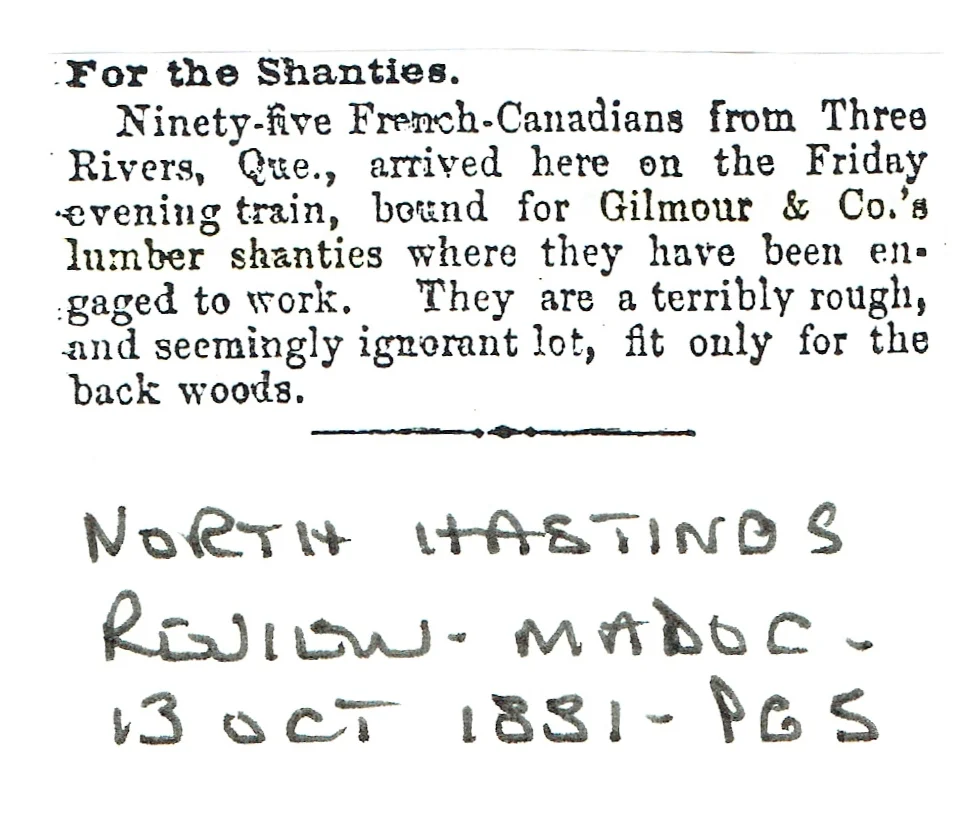 For the Shanties.
Ninety-five French-Canadians from Three
Rivers, Que., arrived here on the Friday
evening train, bound for Gilmour & Co.'s
lumber shanties where they have been en-
gaged to work. They are a terribly rough,
and seemingly ignorant lot, fit only for the
back woods.
NORTH HASTINGS
REVIEW - MADOC -
13 OCT 1881 - PG 5